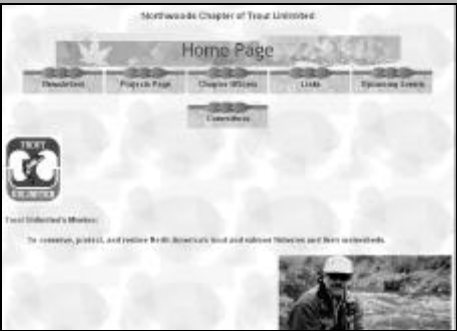 Northwoods Chapter of Trout Unlimited
Home Page
Newsletters Projects Page Chapter Officers Links Upcoming Events
Committees
TROUT
UNLIMITED
Trout Unlimited's Mission:
To conserve, protect, and restore North America's trout and salmon fisheries and their watersheds.